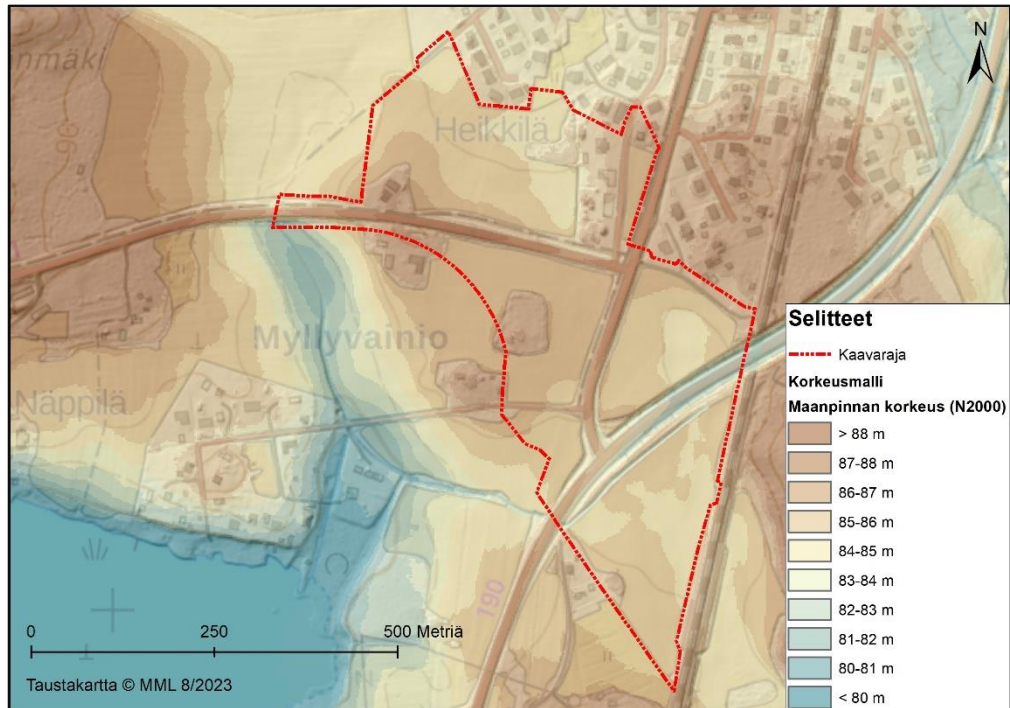 nmäki
N
90
Heikkilä
Myllyvainio
Näppilä
190
0 250 500 Metriä
Taustakartta © MML 8/2023
Selitteet
Kaavaraja
Korkeusmalli
Maanpinnan korkeus (N2000)
> 88 m
87-88 m
86-87 m
85-86 m
84-85 m
83-84 m
82-83 m
81-82 m
80-81 m
< 80 m